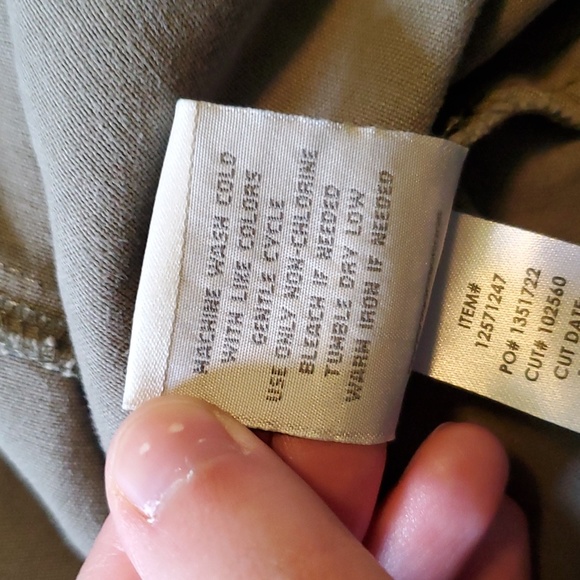 MACHINE WASH COLD
WITH LIKE COLORS
GENTLE CYCLE
USE ONLY NON-CHLORINE
BLEACH IF NEEDED
TUMBLE DRY LOW
WARM IRON IF NEEDED
ITEM#
12571247
PO# 1351722
CUT# 102560
CUT DATE